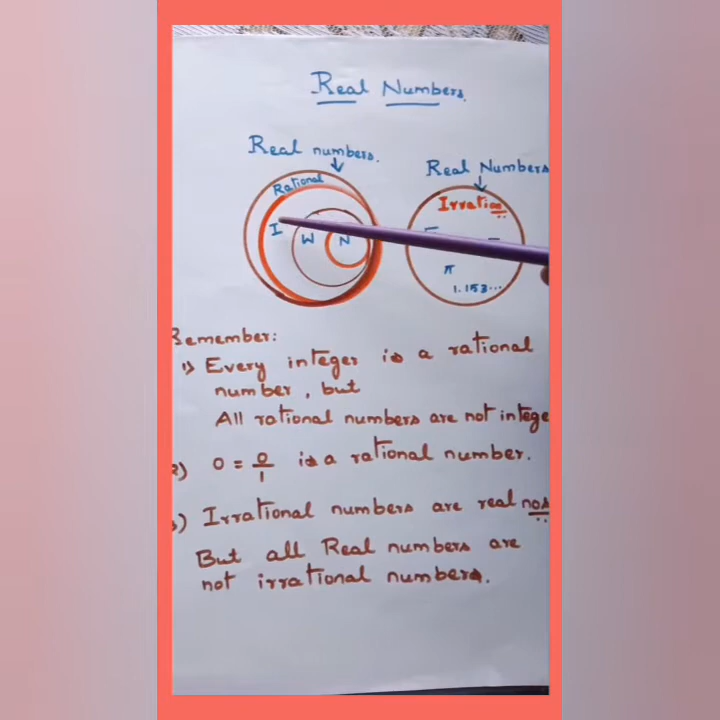 Real Numbers.
Real numbers.
Real Numbers
Rational
Irration
I
W
N
π
1.153...
Remember:
1) Every integer is a rational
number, but
All rational numbers are not intege
2) 0 = 0/1 is a rational number.
3) Irrational numbers are real nos
But all Real numbers are
not irrational numbers.